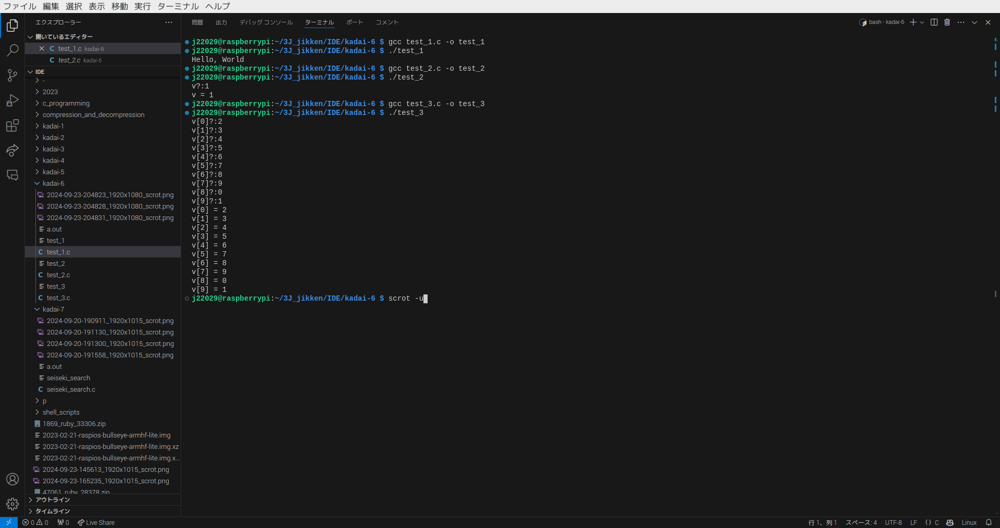 ファイル 編集 選択 表示 移動 実行 ターミナル ヘルプ
エクスプローラー
開いているエディター
test_1.c kadai-6
test_2.c kadai-6
IDE
-
2023
c_programming
compression_and_decompression
kadai-1
kadai-2
kadai-3
kadai-4
kadai-5
kadai-6
2024-09-23-204823_1920x1080_scrot.png
2024-09-23-204828_1920x1080_scrot.png
2024-09-23-204831_1920x1080_scrot.png
a.out
test_1
C test_1.c
test_2
C test_2.c
test_3
C test_3.c
kadai-7
2024-09-20-190911_1920x1015_scrot.png
2024-09-20-191130_1920x1015_scrot.png
2024-09-20-191300_1920x1015_scrot.png
2024-09-20-191558_1920x1015_scrot.png
a.out
seiseki_search
C seiseki_search.c
p
shell_scripts
1869_ruby_33306.zip
2023-02-21-raspios-bullseye-armhf-lite.img
2023-02-21-raspios-bullseye-armhf-lite.img.xz
2023-02-21-raspios-bullseye-armhf-lite.img.x...
2024-09-23-145613_1920x1015_scrot.png
2024-09-23-165235_1920x1015_scrot.png
47061_ruby_28378.zip
アウトライン
タイムライン
問題 出力 デバッグ コンソール ターミナル ポート コメント
bash - kadai-6
j22029@raspberrypi:~/3J_jikken/IDE/kadai-6 $ gcc test_1.c -o test_1
j22029@raspberrypi:~/3J_jikken/IDE/kadai-6 $ ./test_1
Hello, World
j22029@raspberrypi:~/3J_jikken/IDE/kadai-6 $ gcc test_2.c -o test_2
j22029@raspberrypi:~/3J_jikken/IDE/kadai-6 $ ./test_2
v?:1
v = 1
j22029@raspberrypi:~/3J_jikken/IDE/kadai-6 $ gcc test_3.c -o test_3
j22029@raspberrypi:~/3J_jikken/IDE/kadai-6 $ ./test_3
v[0]?:2
v[1]?:3
v[2]?:4
v[3]?:5
v[4]?:6
v[5]?:7
v[6]?:8
v[7]?:9
v[8]?:0
v[9]?:1
v[0] = 2
v[1] = 3
v[2] = 4
v[3] = 5
v[4] = 6
v[5] = 7
v[6] = 8
v[7] = 9
v[8] = 0
v[9] = 1
j22029@raspberrypi:~/3J_jikken/IDE/kadai-6 $ scrot -u
0 0 0 Live Share
行 1、列 1 スペース: 4 UTF-8 LF {} C Linux